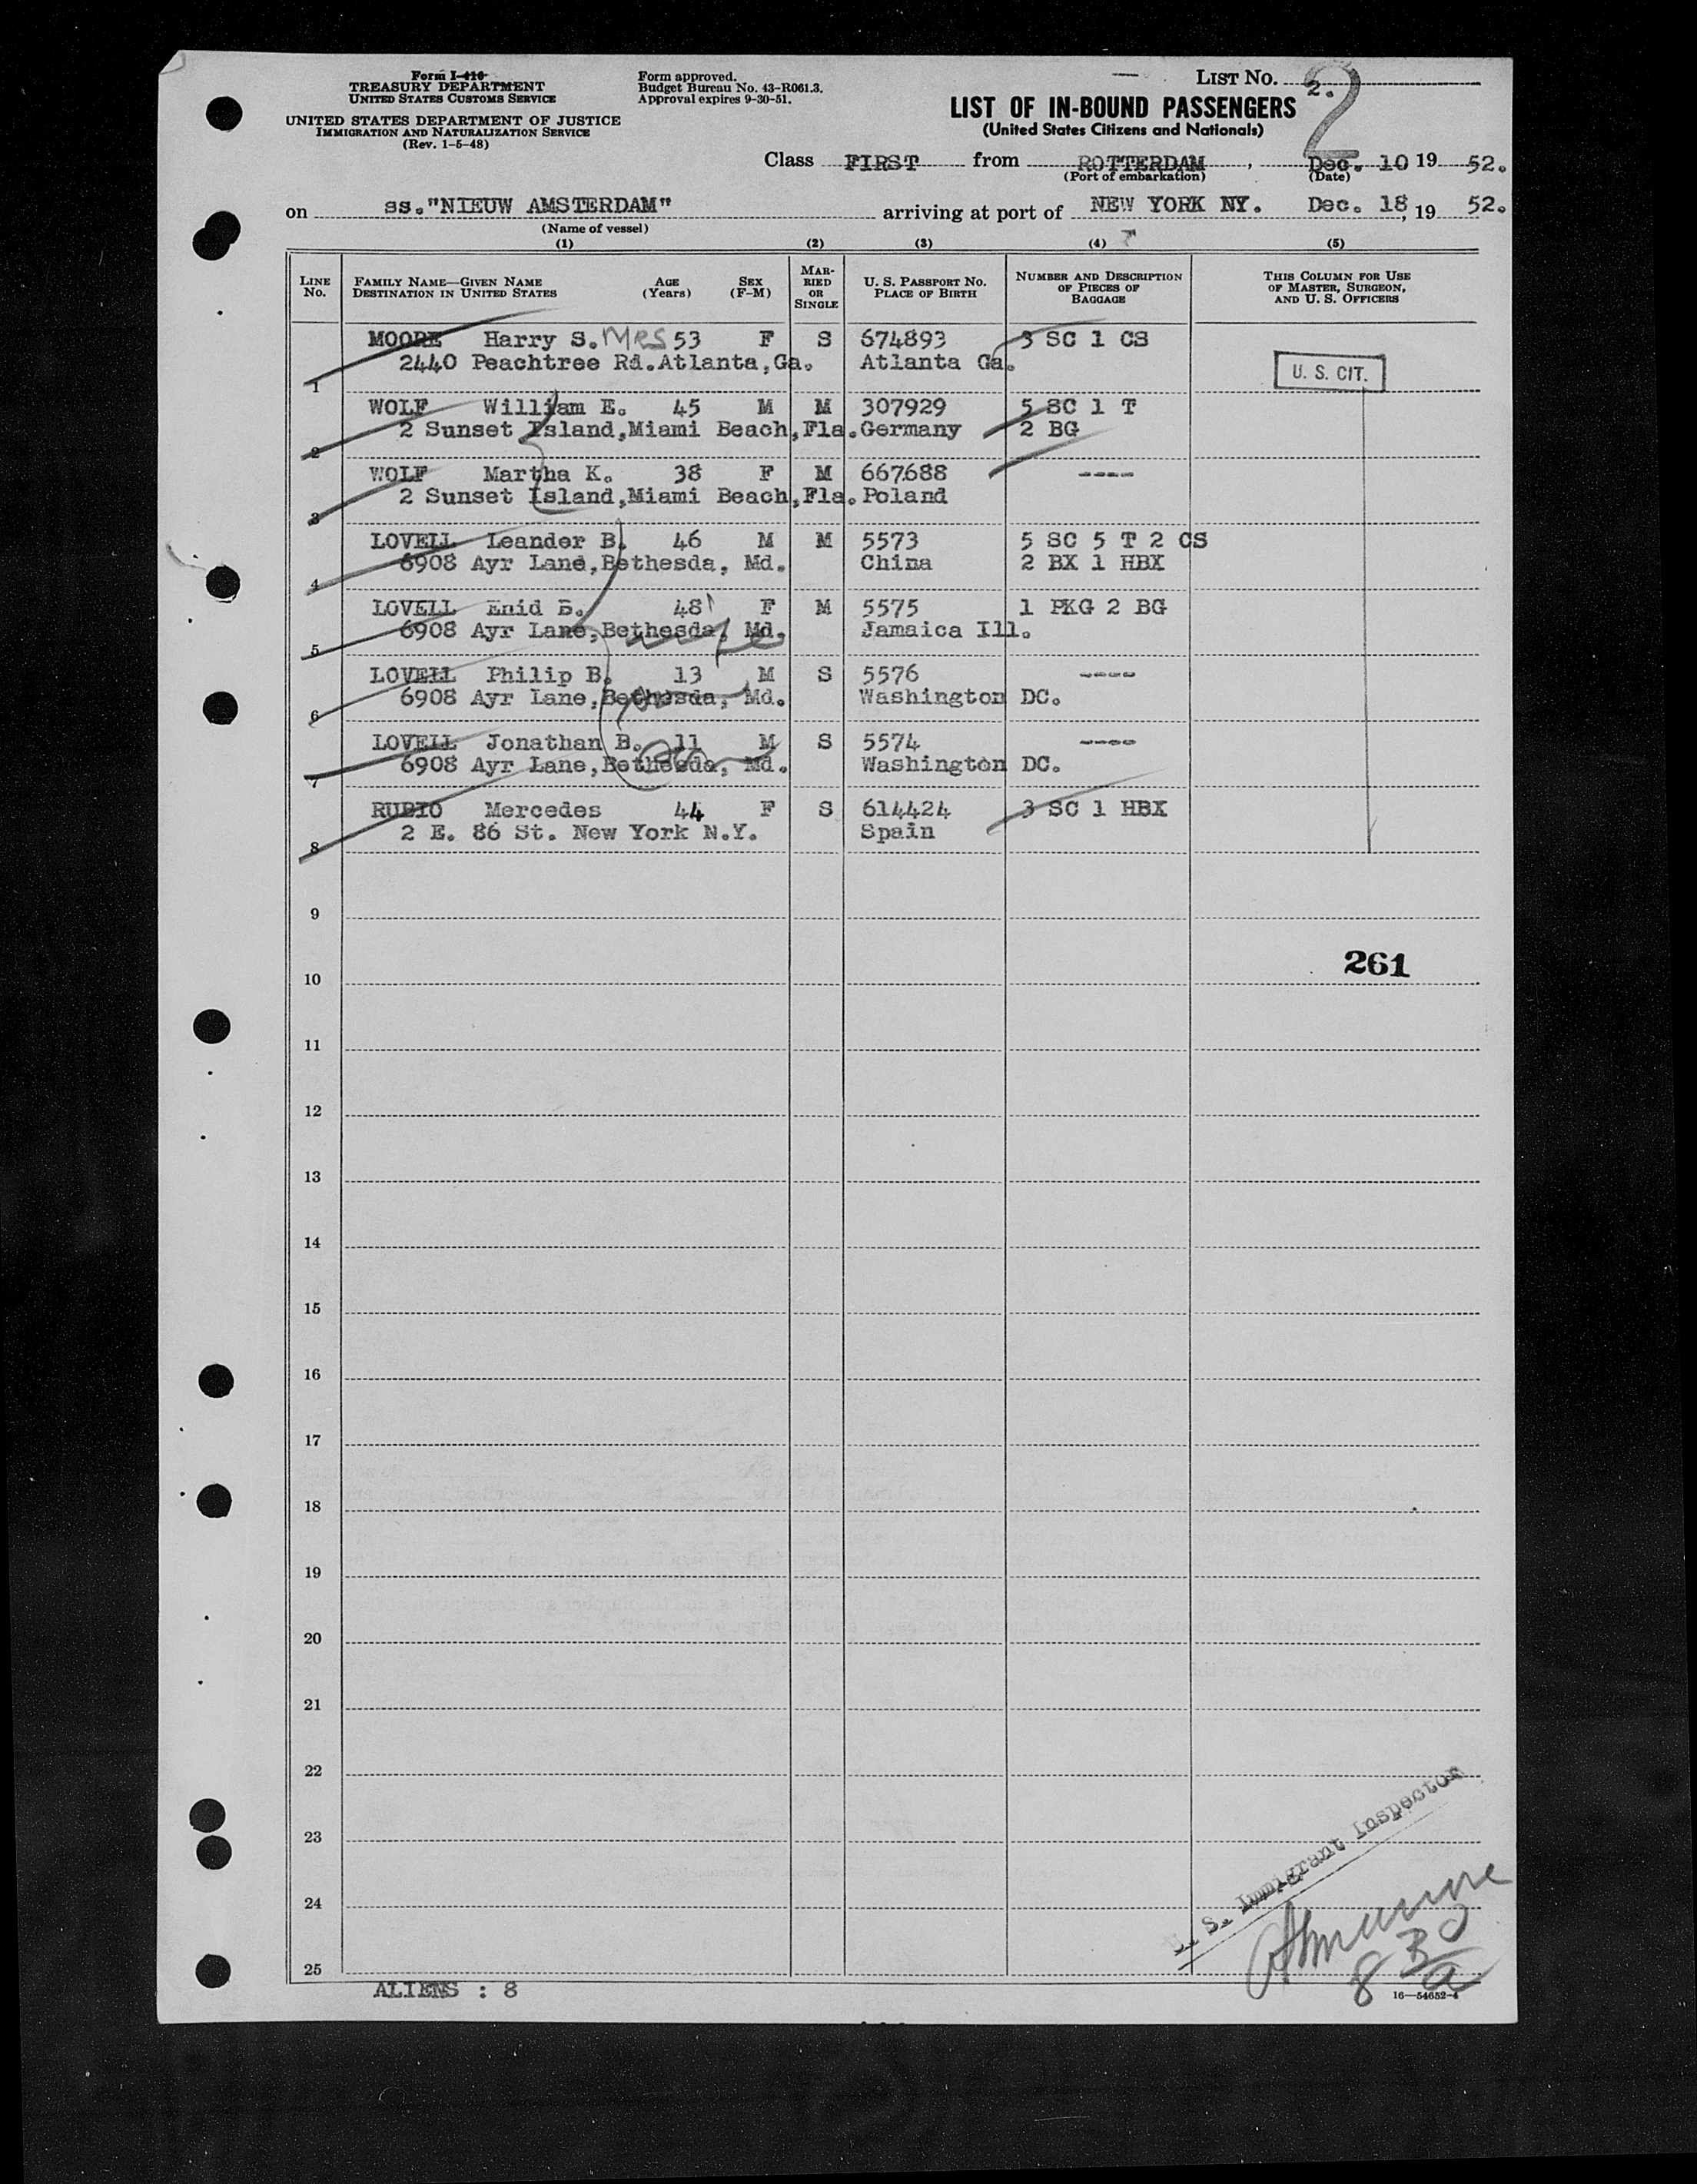 Form I-416
TREASURY DEPARTMENT
UNITED STATES CUSTOMS SERVICE
UNITED STATES DEPARTMENT OF JUSTICE
IMMIGRATION AND NATURALIZATION SERVICE
(Rev. 1-5-48)
Form approved.
Budget Bureau No. 43-R061.3.
Approval expires 9-30-51.
LIST NO. 2.
2
LIST OF IN-BOUND PASSENGERS
(United States Citizens and Nationals)
Class FIRST from ROTTERDAM, Dec. 10 19 52.
(Port of embarkation) (Date)
on ss."NIEUW AMSTERDAM" arriving at port of NEW YORK NY. Dec. 18, 19 52.
(Name of vessel)
(1) (2) (3) (4) (5)
LINE No. FAMILY NAME—GIVEN NAME DESTINATION IN UNITED STATES AGE (Years) SEX (F-M) MARRIED OR SINGLE U. S. PASSPORT NO. PLACE OF BIRTH NUMBER AND DESCRIPTION OF PIECES OF BAGGAGE THIS COLUMN FOR USE OF MASTER, SURGEON, AND U. S. OFFICERS
MOORE Harry S. MRS 53 F S 674893 3 SC 1 CS
1 2440 Peachtree Rd.Atlanta,Ga. Atlanta Ga. U. S. CIT.
WOLF William E. 45 M M 307929 5 SC 1 T
2 2 Sunset Island,Miami Beach,Fla. Germany 2 BG
WOLF Martha K. 38 F M 667688 ----
3 2 Sunset Island,Miami Beach,Fla. Poland
LOVELL Leander B. 46 M M 5573 5 SC 5 T 2 CS
4 6908 Ayr Lane,Bethesda, Md. China 2 BX 1 HBX
LOVELL Enid B. 48 F M 5575 1 PKG 2 BG
5 6908 Ayr Lane,Bethesda, Md. Jamaica Ill.
wife
LOVELL Philip B. 13 M S 5576 ----
6 6908 Ayr Lane,Bethesda, Md. Washington DC.
son
LOVELL Jonathan B. 11 M S 5574 ----
7 6908 Ayr Lane,Bethesda, Md. Washington DC.
RUBIO Mercedes 44 F S 614424 3 SC 1 HBX
8 2 E. 86 St. New York N.Y. Spain
9
261
10
11
12
13
14
15
16
17
18
19
20
21
22
23
24
25
U. S. Immigrant Inspector
8
ALIENS : 8
16—54652-4